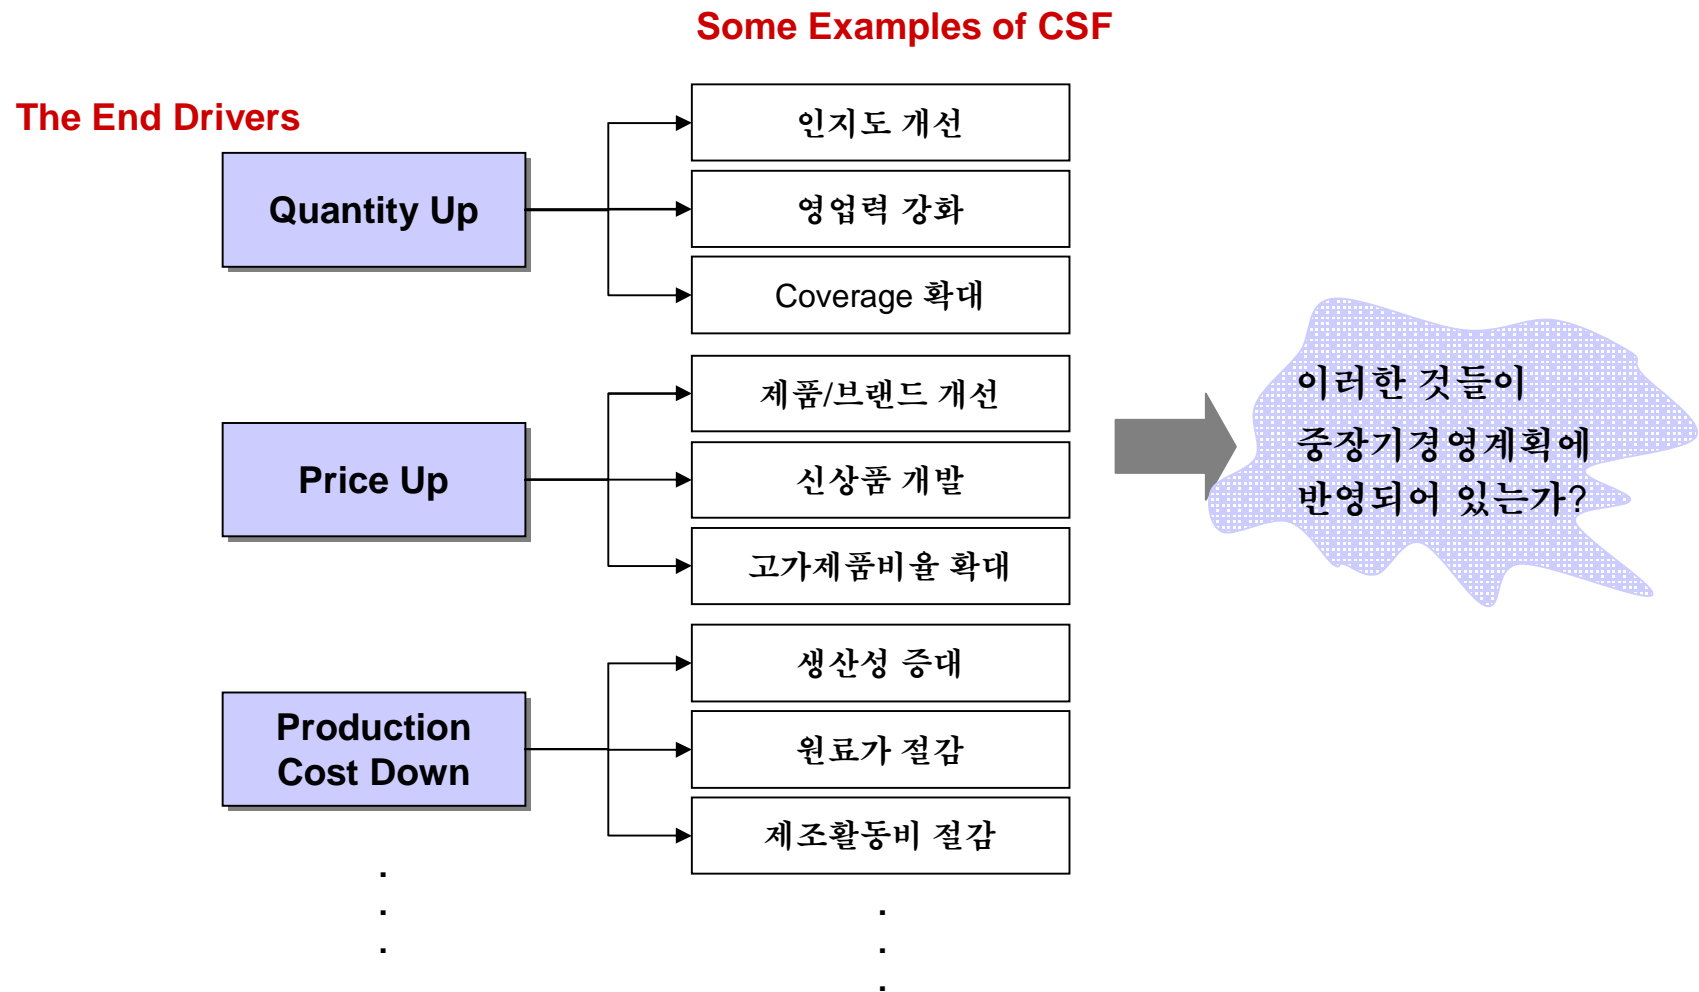 Some Examples of CSF
The End Drivers
Quantity Up
인지도 개선
영업력 강화
Coverage 확대
Price Up
제품/브랜드 개선
신상품 개발
고가제품비율 확대
Production
Cost Down
생산성 증대
원료가 절감
제조활동비 절감
.
.
.
.
.
.
이러한 것들이
중장기경영계획에
반영되어 있는가?